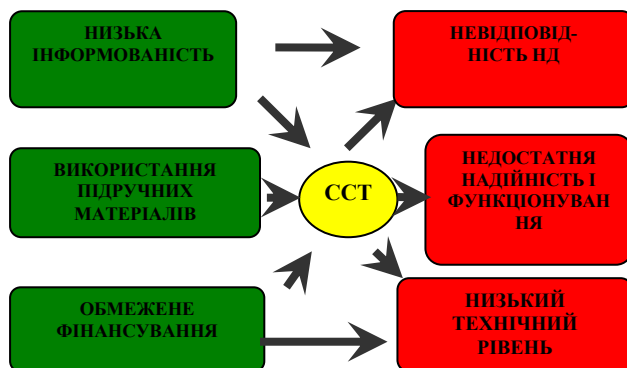 НИЗЬКА
ІНФОРМОВАНІСТЬ
НЕВІДПОВІД-
НІСТЬ НД
ВИКОРИСТАННЯ
ПІДРУЧНИХ
МАТЕРІАЛІВ
ССТ
НЕДОСТАТНЯ
НАДІЙНІСТЬ І
ФУНКЦІОНУВАН
НЯ
ОБМЕЖЕНЕ
ФІНАНСУВАННЯ
НИЗЬКИЙ
ТЕХНІЧНИЙ
РІВЕНЬ